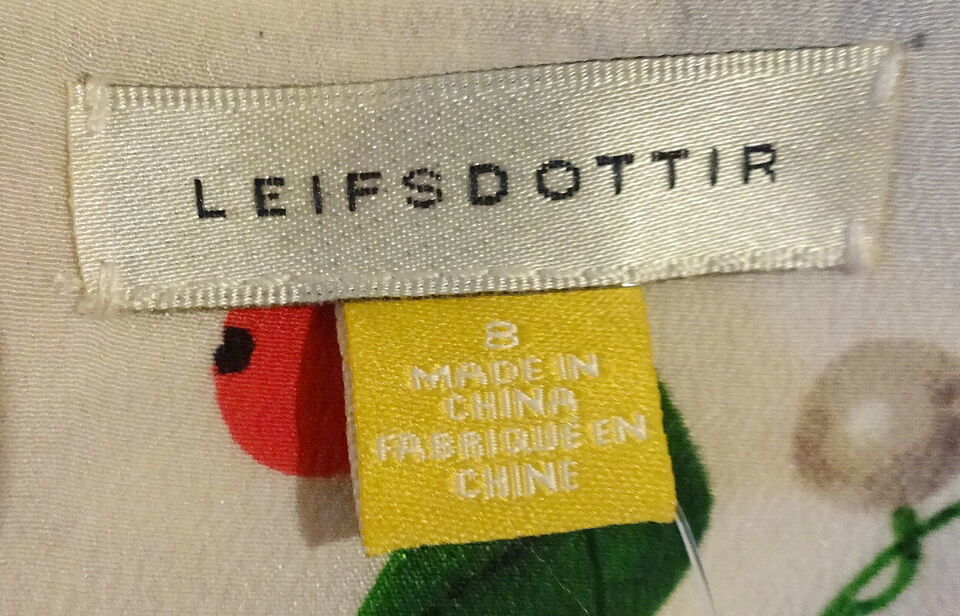 LEIFSDOTTIR
8
MADE IN
CHINA
FABRIQUE EN
CHINE